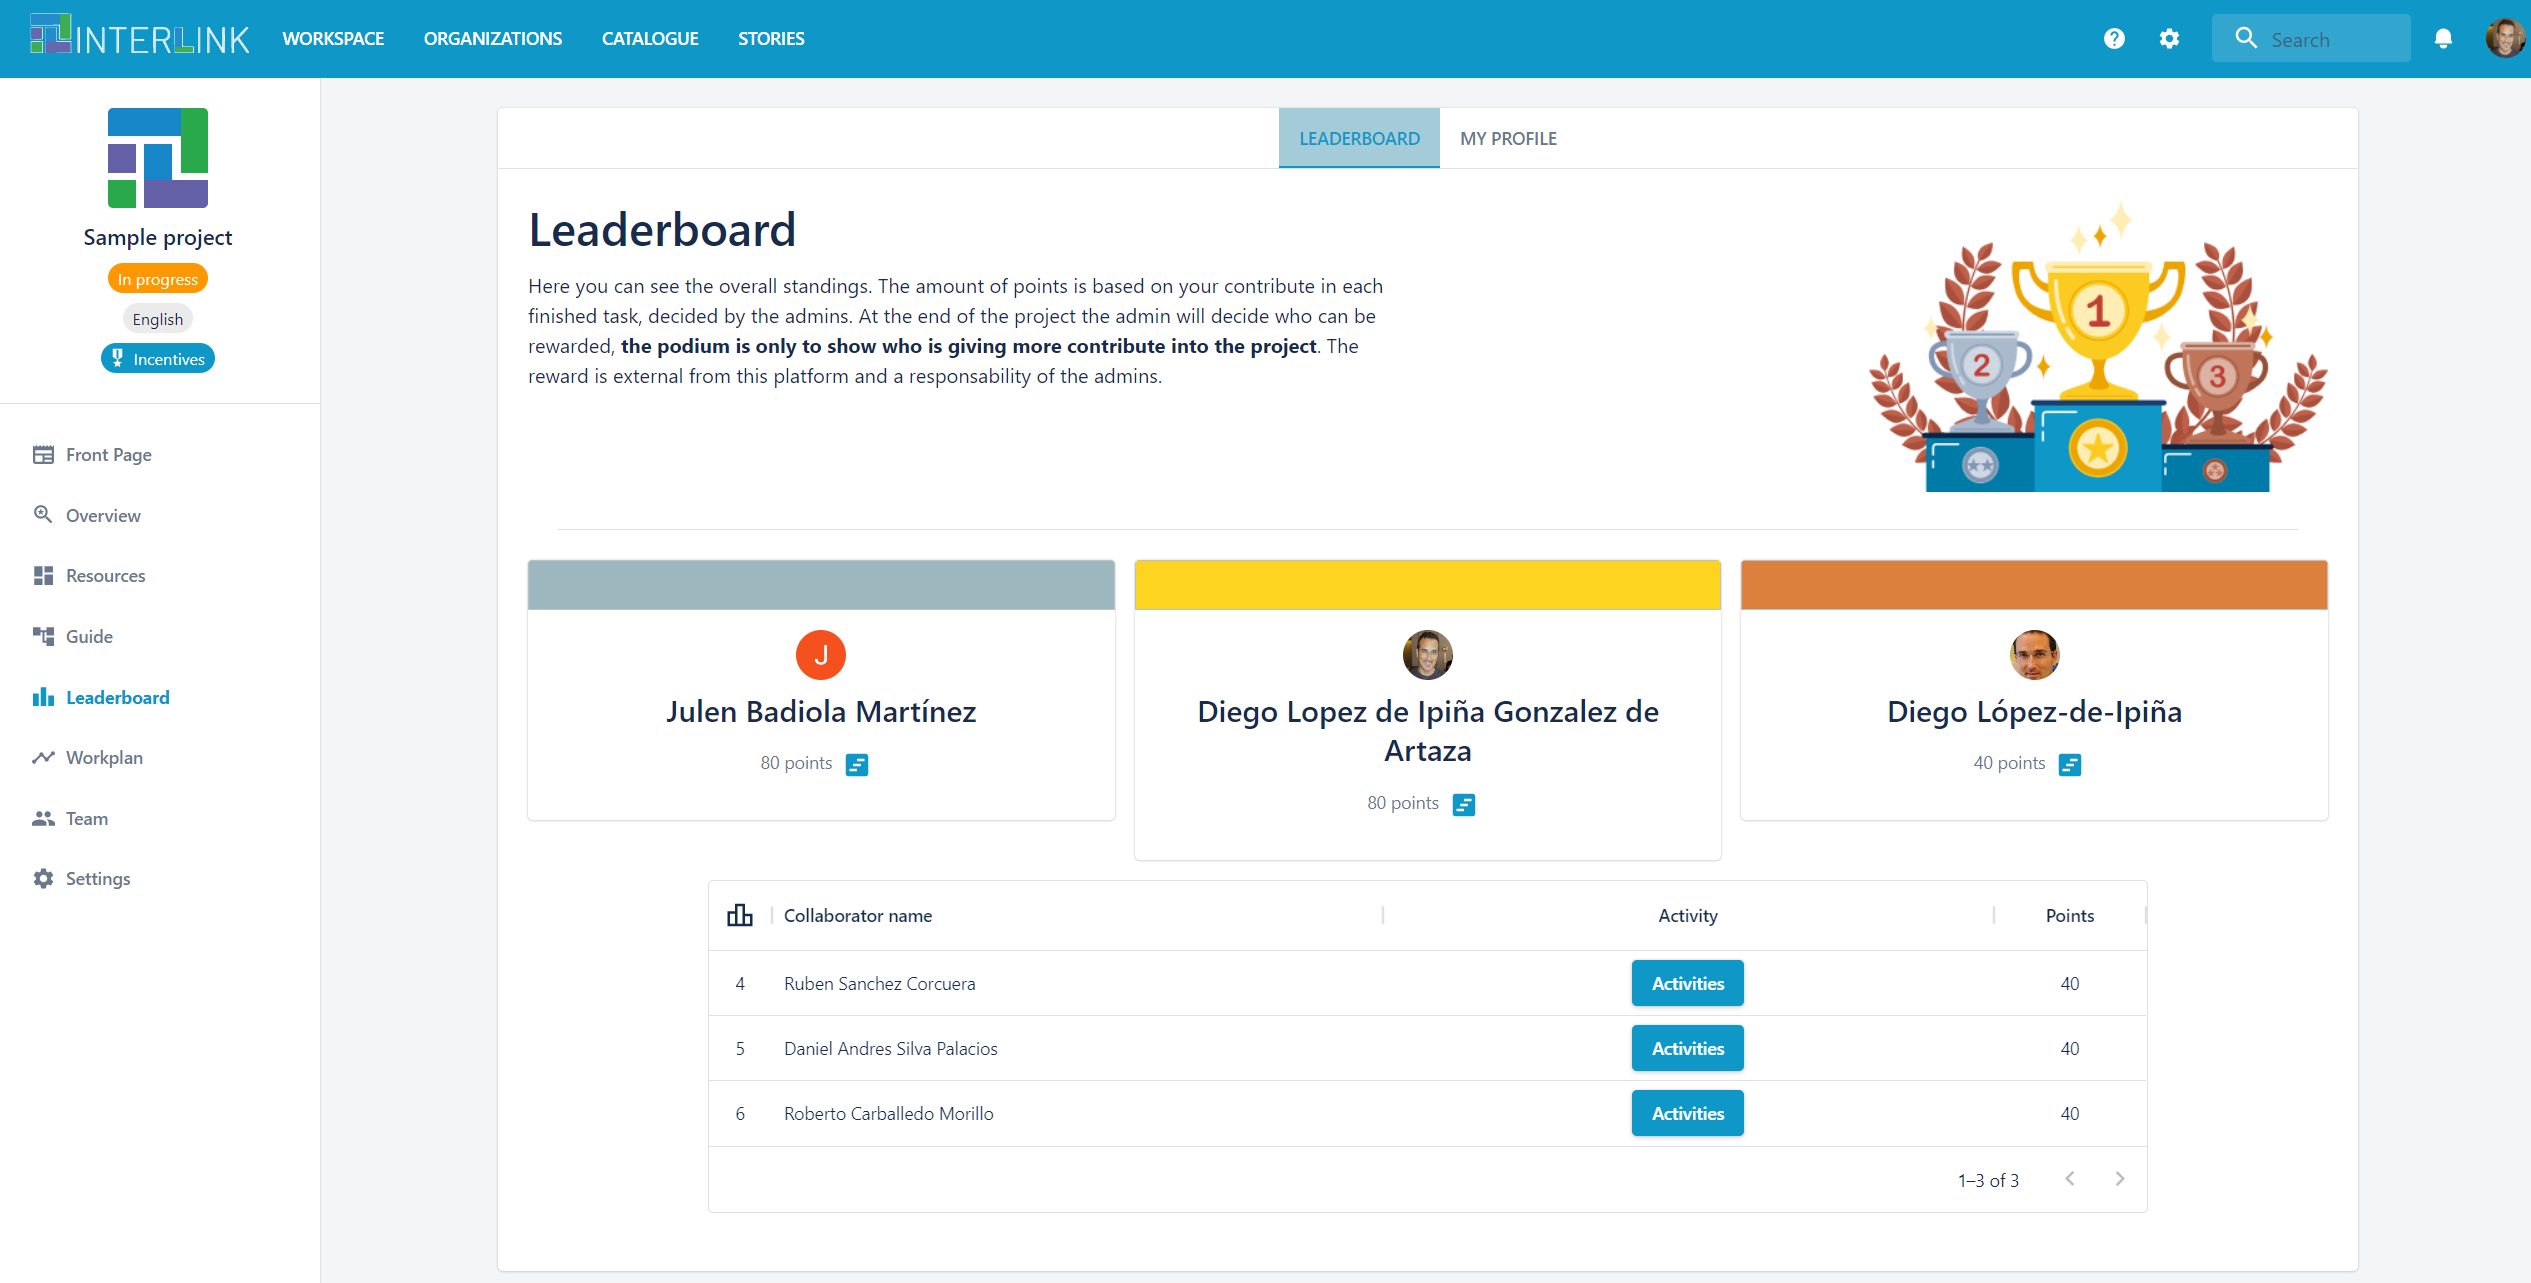 INTERLINK
WORKSPACE
ORGANIZATIONS
CATALOGUE
STORIES
Search
Sample project
In progress
English
Incentives
Front Page
Overview
Resources
Guide
Leaderboard
Workplan
Team
Settings
LEADERBOARD
MY PROFILE
Leaderboard
Here you can see the overall standings. The amount of points is based on your contribute in each
finished task, decided by the admins. At the end of the project the admin will decide who can be
rewarded, the podium is only to show who is giving more contribute into the project. The
reward is external from this platform and a responsability of the admins.
1
2
3
J
Julen Badiola Martínez
80 points
Diego Lopez de Ipiña Gonzalez de
Artaza
80 points
Diego López-de-Ipiña
40 points
Collaborator name Activity Points
4 Ruben Sanchez Corcuera Activities 40
5 Daniel Andres Silva Palacios Activities 40
6 Roberto Carballedo Morillo Activities 40
1–3 of 3